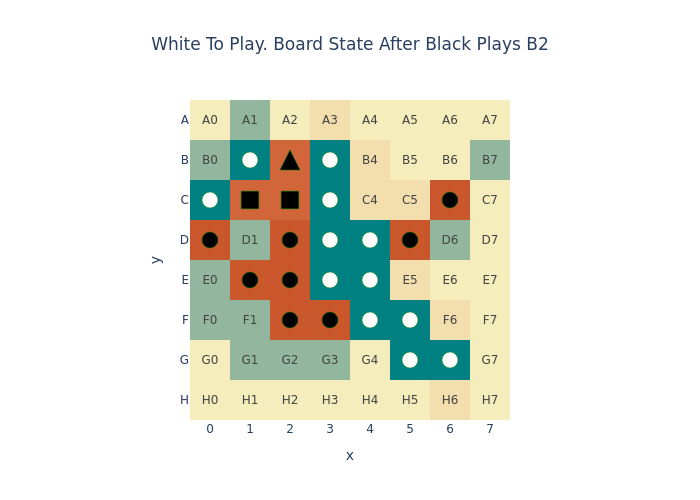 White To Play. Board State After Black Plays B2
A A0 A1 A2 A3 A4 A5 A6 A7
B B0 B4 B5 B6 B7
C C4 C5 C7
D D1 D6 D7
E E0 E5 E6 E7
F F0 F1 F6 F7
G G0 G1 G2 G3 G4 G7
H H0 H1 H2 H3 H4 H5 H6 H7
0 1 2 3 4 5 6 7
x
y